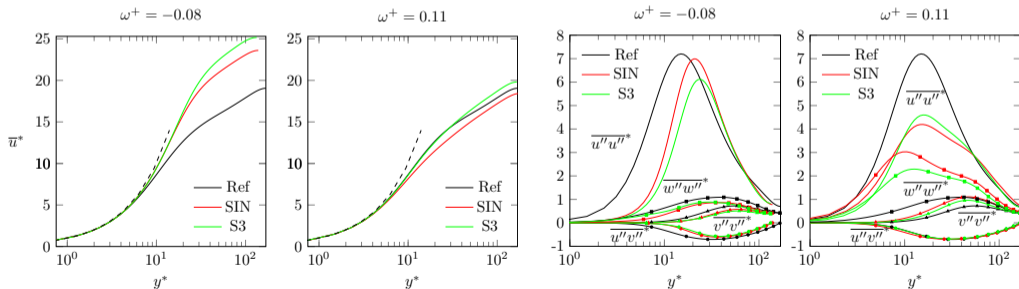 ω⁺ = −0.08
ω⁺ = 0.11
ω⁺ = −0.08
ω⁺ = 0.11
25
20
15
10
5
0
u̅*
Ref
SIN
S3
10⁰ 10¹ 10²
y*
25
20
15
10
5
0
Ref
SIN
S3
10⁰ 10¹ 10²
y*
8
7
6
5
4
3
2
1
0
-1
Ref
SIN
S3
u″u″*
w″w″*
v″v″*
u″v″*
10⁰ 10¹ 10²
y*
8
7
6
5
4
3
2
1
0
-1
Ref
SIN
S3
u″u″*
w″w″*
v″v″*
u″v″*
10⁰ 10¹ 10²
y*